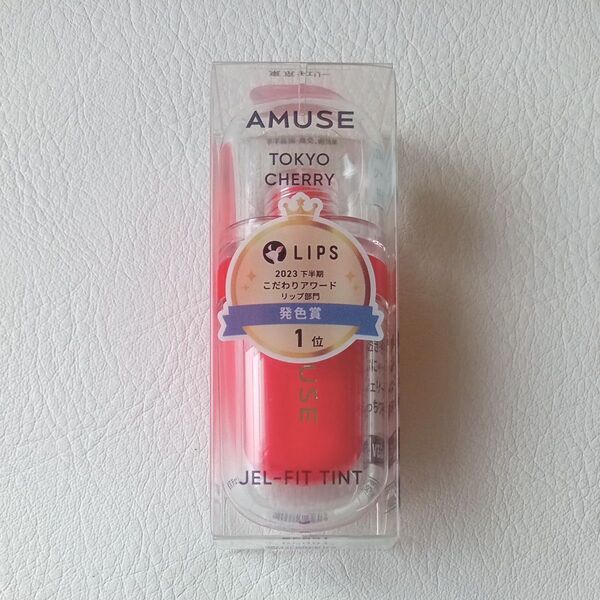 AMUSE
TOKYO
CHERRY
LIPS
2023 下半期
こだわりアワード
リップ部門
発色賞
1位
MUSE
JEL-FIT TINT